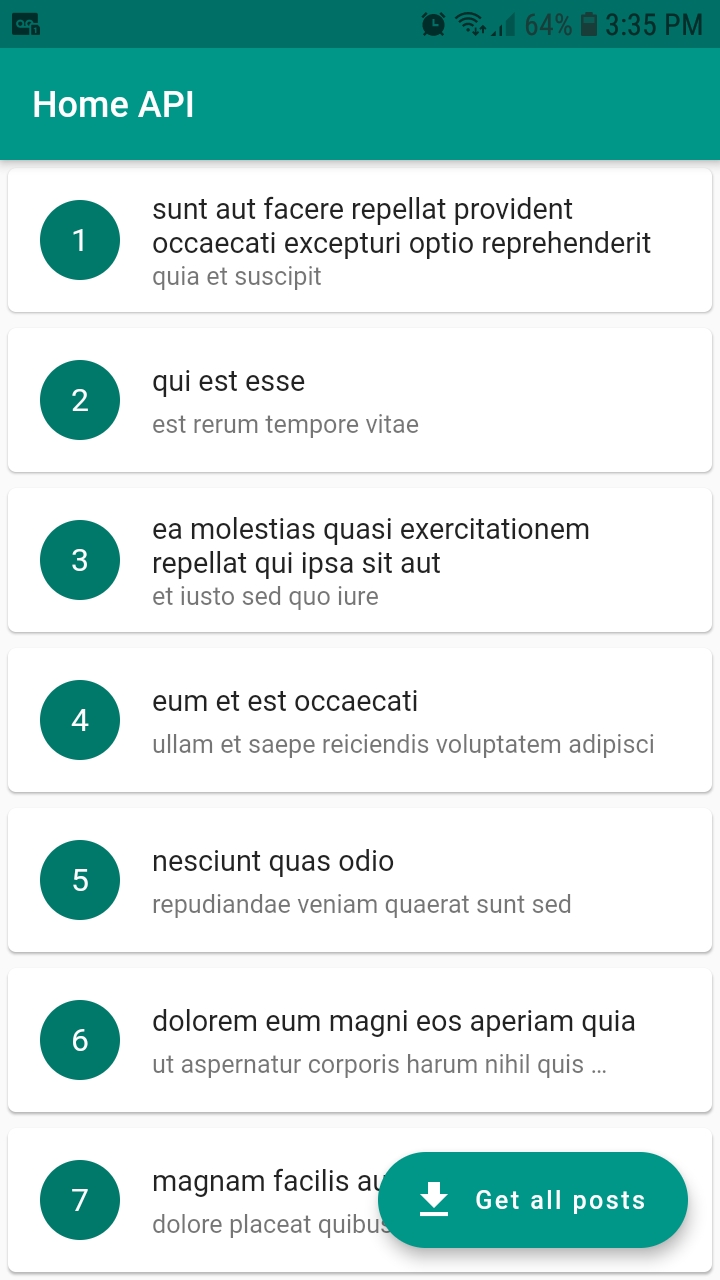 64% 3:35 PM
Home API
1
sunt aut facere repellat provident
occaecati excepturi optio reprehenderit
quia et suscipit
2
qui est esse
est rerum tempore vitae
3
ea molestias quasi exercitationem
repellat qui ipsa sit aut
et iusto sed quo iure
4
eum et est occaecati
ullam et saepe reiciendis voluptatem adipisci
5
nesciunt quas odio
repudiandae veniam quaerat sunt sed
6
dolorem eum magni eos aperiam quia
ut aspernatur corporis harum nihil quis ...
7
magnam facilis
dolore placeat
Get all posts